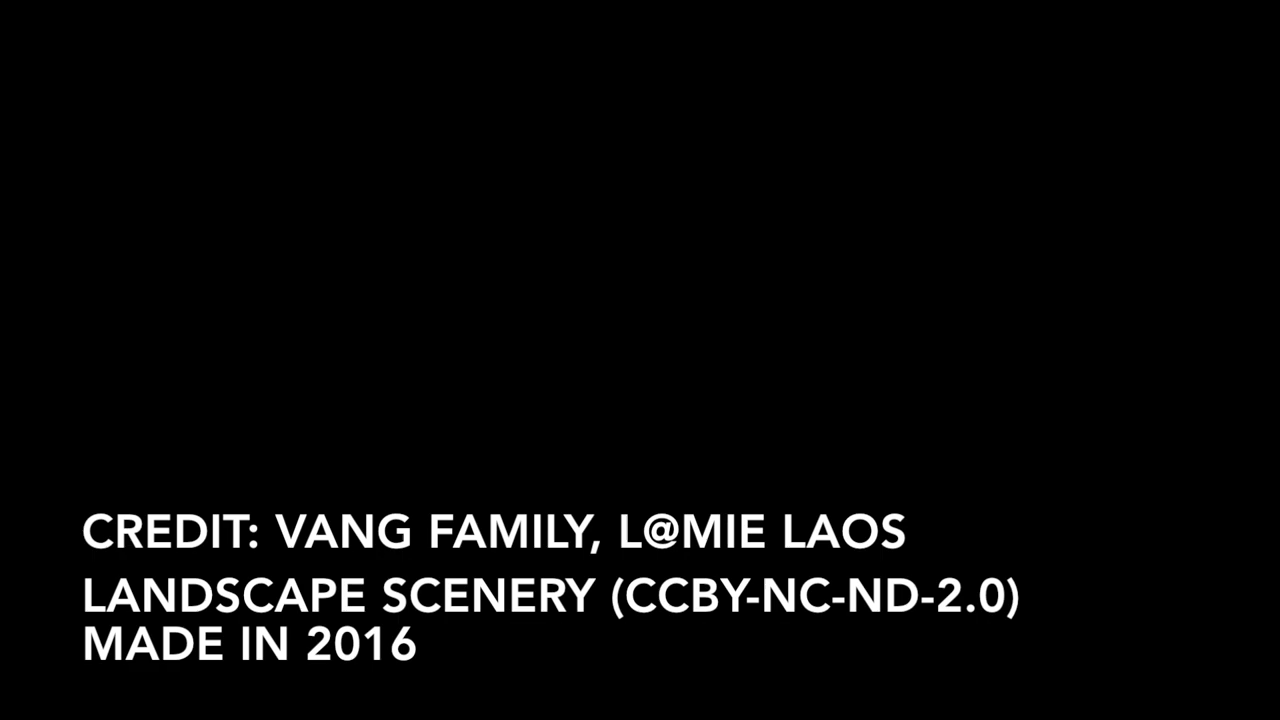 CREDIT: VANG FAMILY, L@MIE LAOS
LANDSCAPE SCENERY (CCBY-NC-ND-2.0)
MADE IN 2016